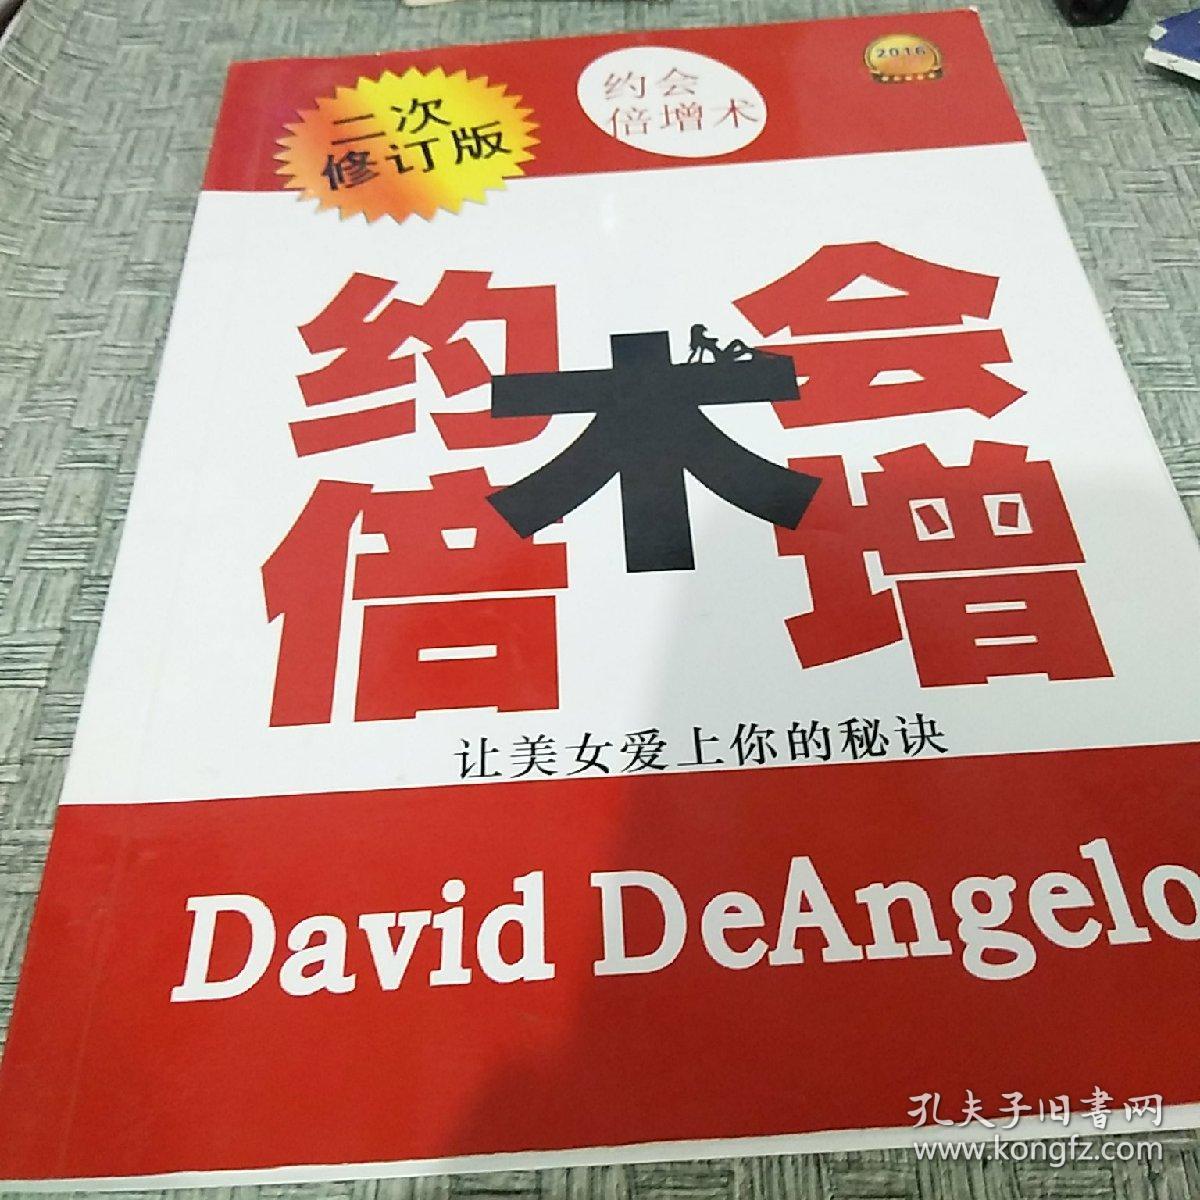 二次
修订版
约会
倍增术
2016
约会
术
倍增
让美女爱上你的秘诀
David DeAngelo
孔夫子旧书网
www.kongfz.com